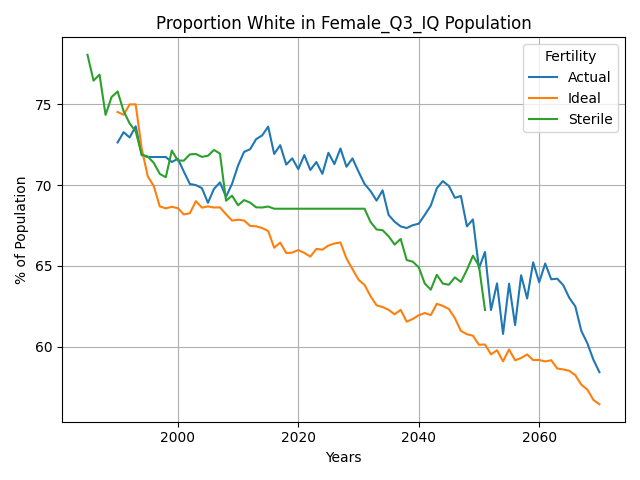 Proportion White in Female_Q3_IQ Population
Fertility
Actual
Ideal
Sterile
% of Population
75
70
65
60
2000
2020
2040
2060
Years